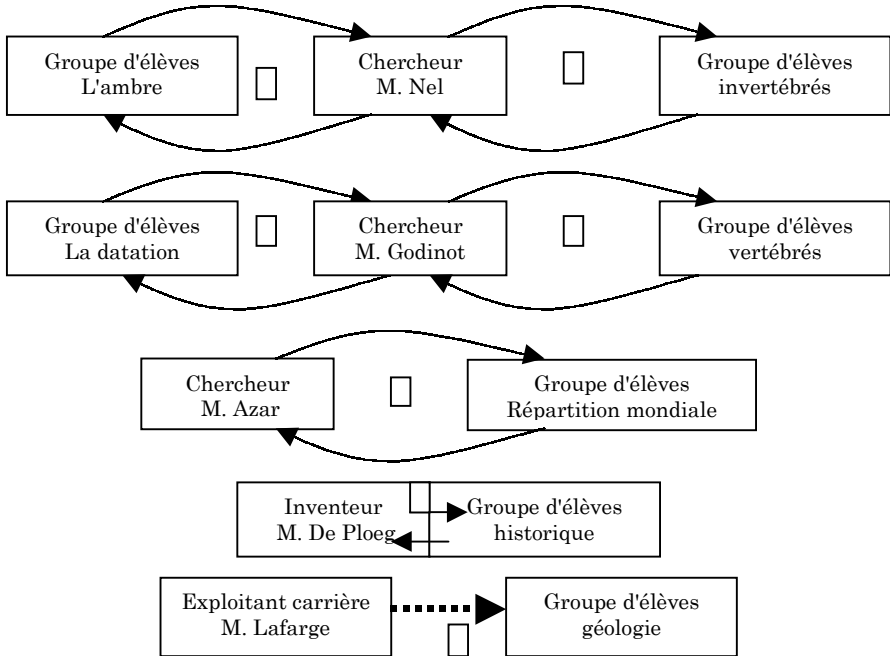 Groupe d'élèves
L'ambre
Chercheur
M. Nel
Groupe d'élèves
invertébrés
Groupe d'élèves
La datation
Chercheur
M. Godinot
Groupe d'élèves
vertébrés
Chercheur
M. Azar
Groupe d'élèves
Répartition mondiale
Inventeur
M. De Ploeg
Groupe d'élèves
historique
Exploitant carrière
M. Lafarge
Groupe d'élèves
géologie